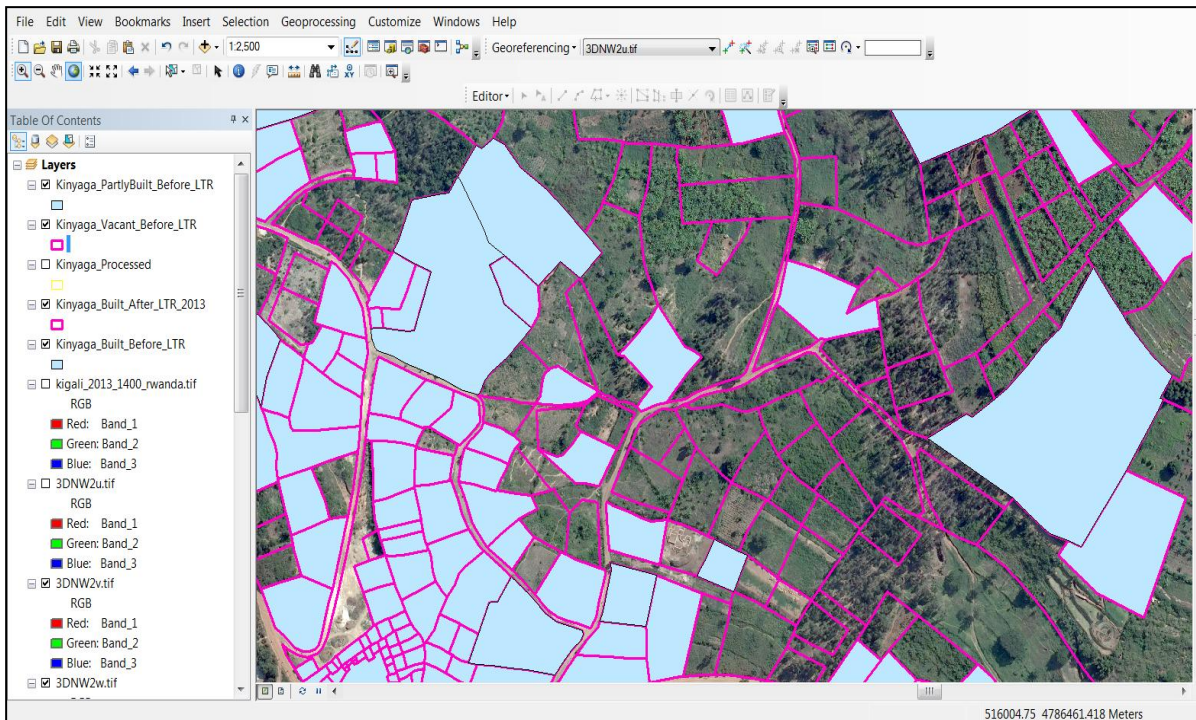 File Edit View Bookmarks Insert Selection Geoprocessing Customize Windows Help
1:2,500 Georeferencing 3DNW2u.tif
Editor
Table Of Contents
Layers
Kinyaga_PartlyBuilt_Before_LTR
Kinyaga_Vacant_Before_LTR
Kinyaga_Processed
Kinyaga_Built_After_LTR_2013
Kinyaga_Built_Before_LTR
kigali_2013_1400_rwanda.tif
RGB
Red: Band_1
Green: Band_2
Blue: Band_3
3DNW2u.tif
RGB
Red: Band_1
Green: Band_2
Blue: Band_3
3DNW2v.tif
RGB
Red: Band_1
Green: Band_2
Blue: Band_3
3DNW2w.tif
516004.75 4786461.418 Meters